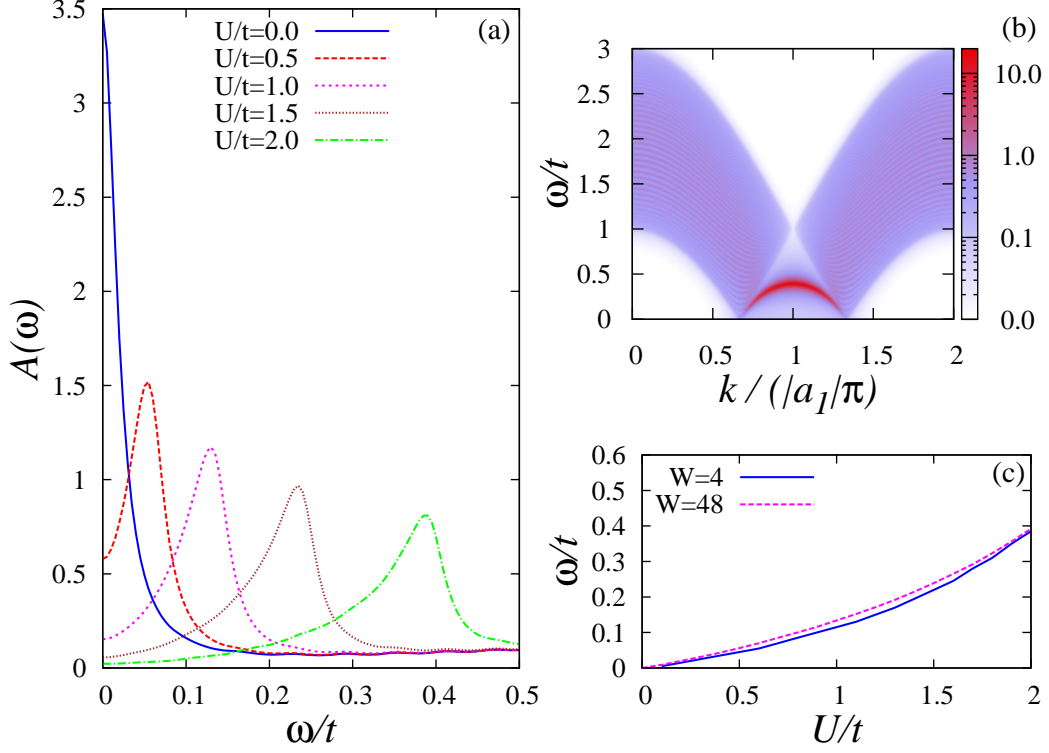 (a)
U/t=0.0
U/t=0.5
U/t=1.0
U/t=1.5
U/t=2.0
3.5
3
2.5
2
1.5
1
0.5
0
A(ω)
0 0.1 0.2 0.3 0.4 0.5
ω/t
(b)
3
2.5
2
1.5
1
0.5
0
ω/t
0 0.5 1 1.5 2
k / (|a1|π)
10.0
1.0
0.1
0.0
(c)
W=4
W=48
0.6
0.5
0.4
0.3
0.2
0.1
0
ω/t
0 0.5 1 1.5 2
U/t